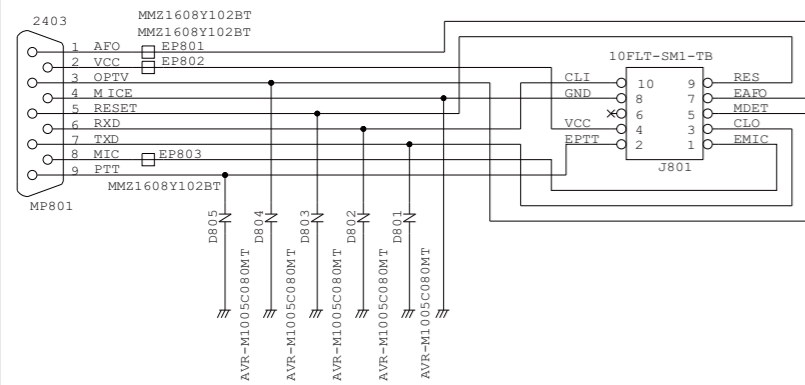 2403
MMZ1608Y102BT
MMZ1608Y102BT
1 AFO EP801
2 VCC EP802
3 OPTV
4 MICE
5 RESET
6 RXD
7 TXD
8 MIC EP803
9 PTT
MMZ1608Y102BT
MP801
10FLT-SM1-TB
CLI 10 9 RES
GND 8 7 EAFO
6 5 MDET
VCC 4 3 CLO
EPTT 2 1 EMIC
J801
D805
D804
D803
D802
D801
AVR-M1005C080MT
AVR-M1005C080MT
AVR-M1005C080MT
AVR-M1005C080MT
AVR-M1005C080MT